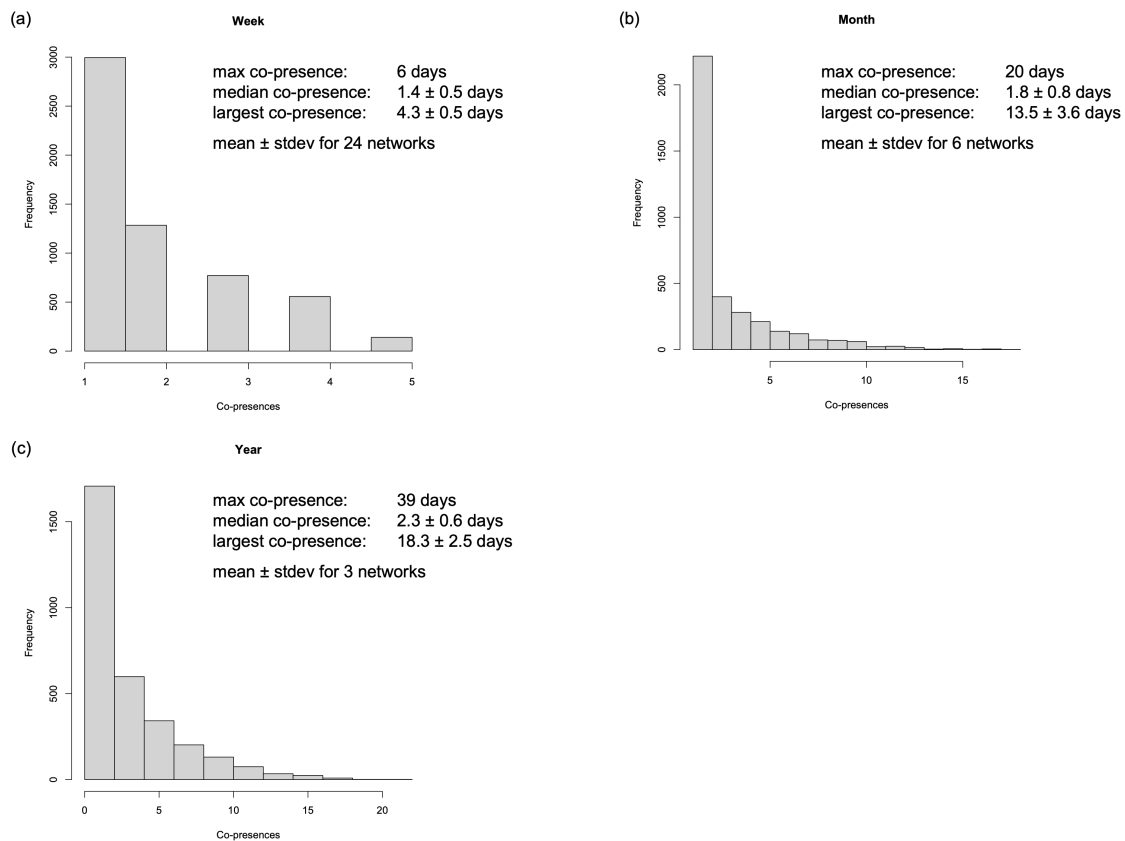 (a)
Week
max co-presence: 6 days
median co-presence: 1.4 ± 0.5 days
largest co-presence: 4.3 ± 0.5 days
mean ± stdev for 24 networks
Frequency
0
500
1000
1500
2000
2500
3000
1 2 3 4 5
Co-presences
(b)
Month
max co-presence: 20 days
median co-presence: 1.8 ± 0.8 days
largest co-presence: 13.5 ± 3.6 days
mean ± stdev for 6 networks
Frequency
0
500
1000
1500
2000
5 10 15
Co-presences
(c)
Year
max co-presence: 39 days
median co-presence: 2.3 ± 0.6 days
largest co-presence: 18.3 ± 2.5 days
mean ± stdev for 3 networks
Frequency
0
500
1000
1500
0 5 10 15 20
Co-presences